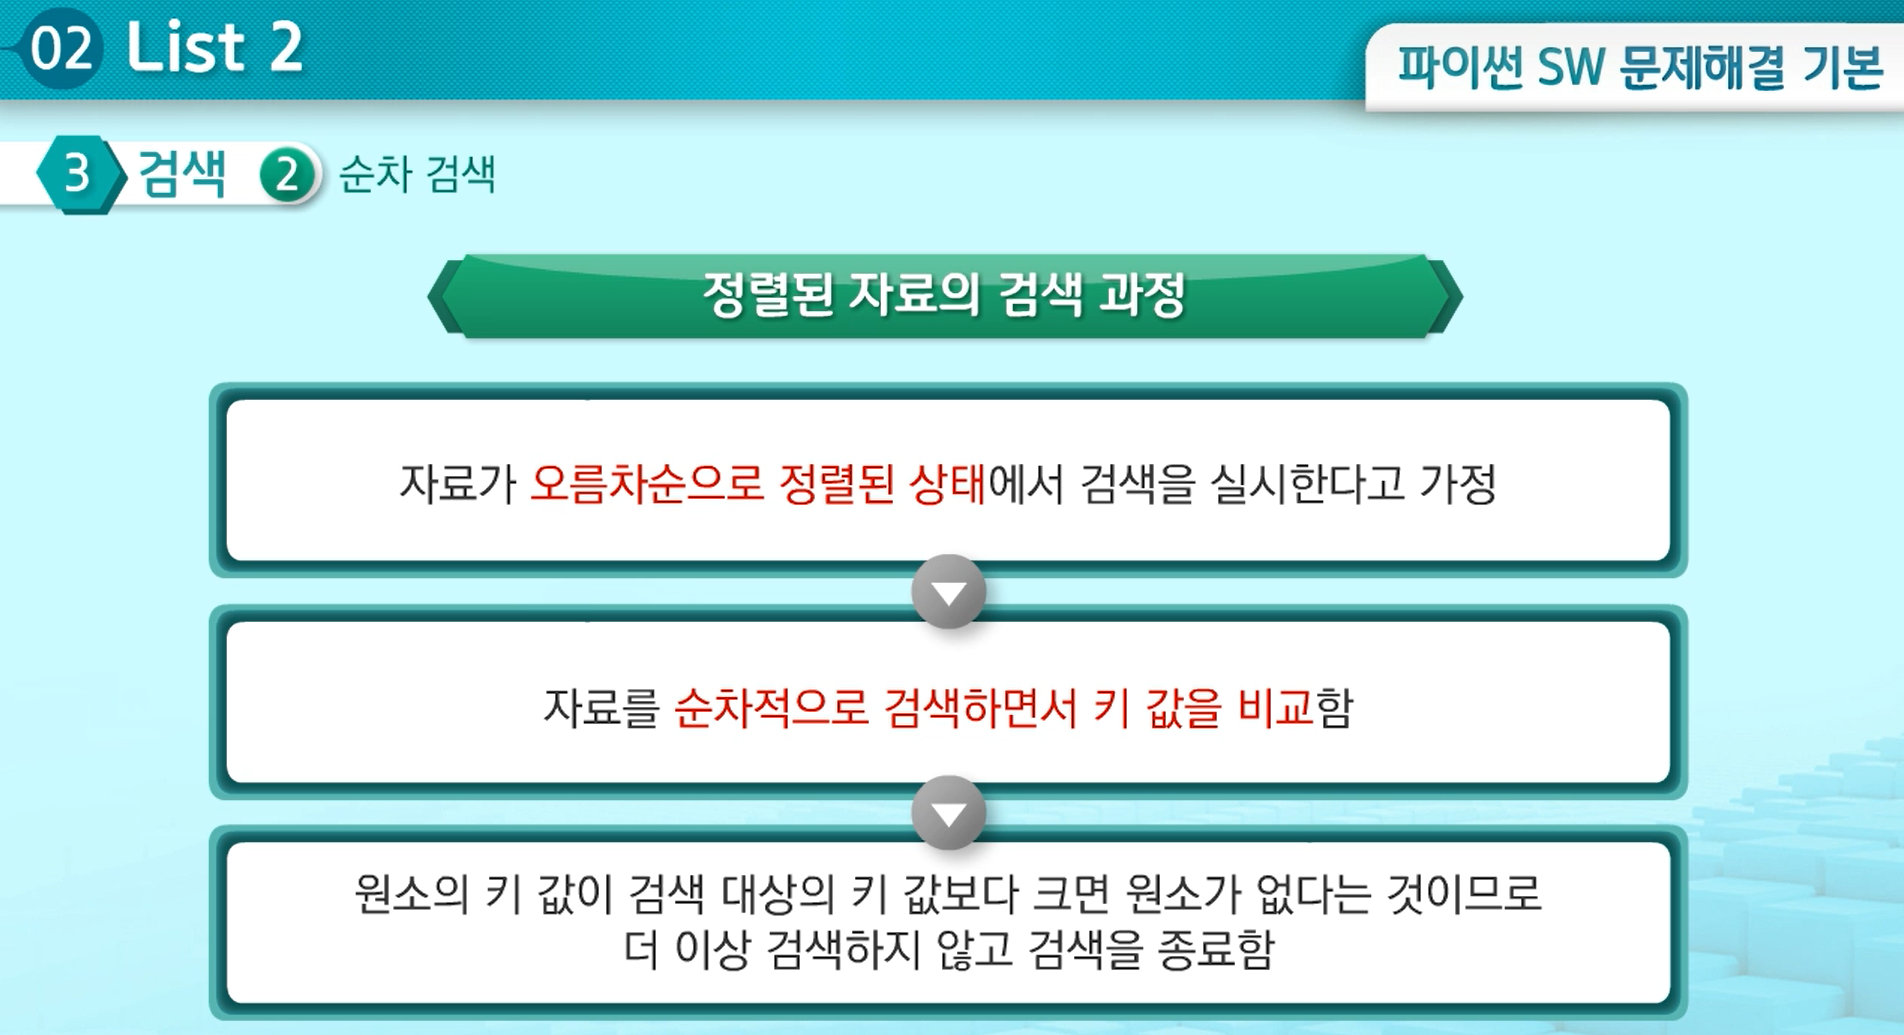 02 List 2
파이썬 SW 문제해결 기본
3 검색 2 순차 검색
정렬된 자료의 검색 과정
자료가 오름차순으로 정렬된 상태에서 검색을 실시한다고 가정
자료를 순차적으로 검색하면서 키 값을 비교함
원소의 키 값이 검색 대상의 키 값보다 크면 원소가 없다는 것이므로
더 이상 검색하지 않고 검색을 종료함